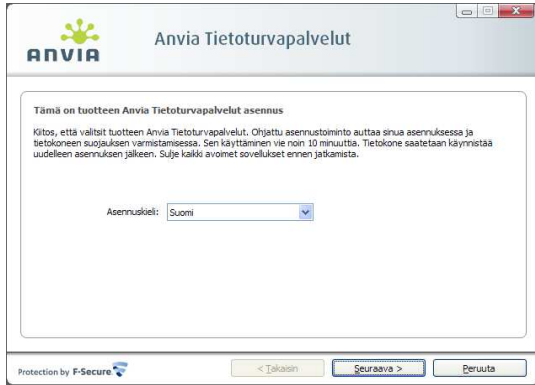 ANVIA
Anvia Tietoturvapalvelut
Tämä on tuotteen Anvia Tietoturvapalvelut asennus
Kiitos, että valitsit tuotteen Anvia Tietoturvapalvelut. Ohjattu asennustoiminto auttaa sinua asennuksessa ja
tietokoneen suojauksen varmistamisessa. Sen käyttäminen vie noin 10 minuuttia. Tietokone saatetaan käynnistää
uudelleen asennuksen jälkeen. Sulje kaikki avoimet sovellukset ennen jatkamista.
Asennuskieli: Suomi
Protection by F-Secure < Takaisin Seuraava > Peruuta